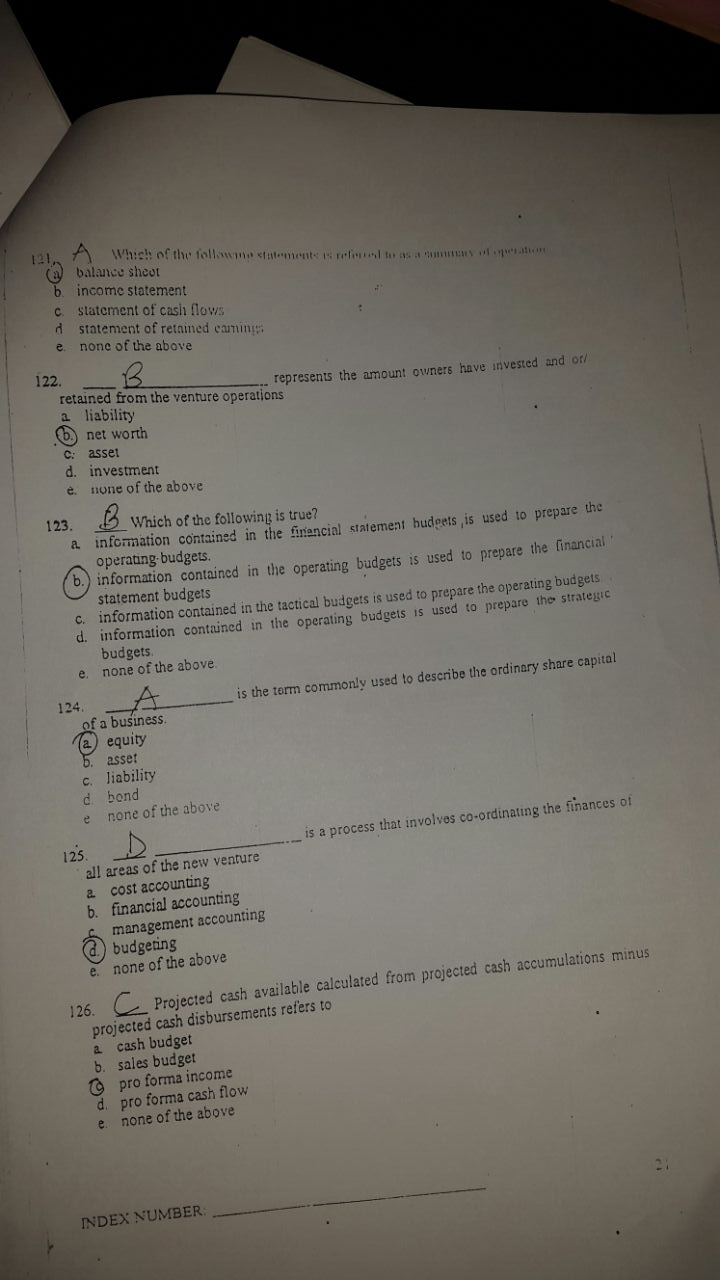 121. A Which of the following statements is referred to as a summary of operation
a balance sheet
b. income statement
c. statement of cash flows
d statement of retained earnings
e. none of the above
122. B represents the amount owners have invested and or/
retained from the venture operations
a liability
b. net worth
c. asset
d. investment
e. none of the above
123. B Which of the following is true?
a. information contained in the financial statement budgets is used to prepare the
operating budgets.
b. information contained in the operating budgets is used to prepare the financial
statement budgets
c. information contained in the tactical budgets is used to prepare the operating budgets.
d. information contained in the operating budgets is used to prepare the strategic
budgets.
e. none of the above.
124. A is the term commonly used to describe the ordinary share capital
of a business.
a equity
b. asset
c. liability
d. bond
e none of the above
125. D is a process that involves co-ordinating the finances of
all areas of the new venture
a. cost accounting
b. financial accounting
c. management accounting
d. budgeting
e. none of the above
126. C Projected cash available calculated from projected cash accumulations minus
projected cash disbursements refers to
a. cash budget
b. sales budget
c pro forma income
d. pro forma cash flow
e. none of the above
INDEX NUMBER: